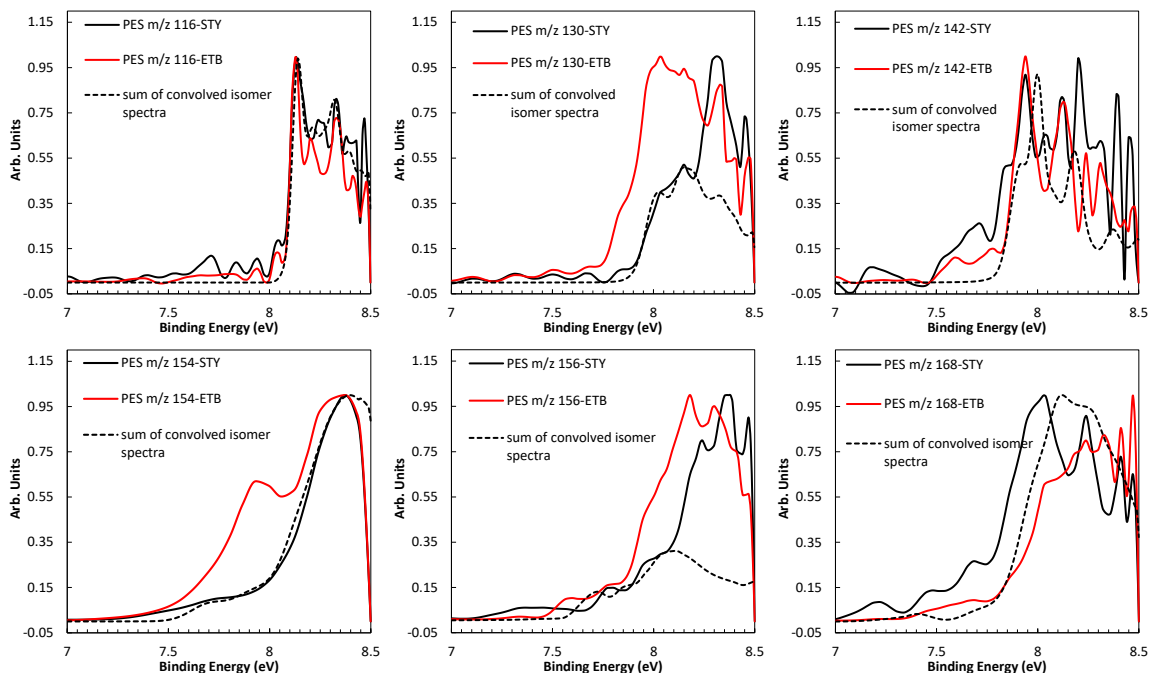 1.15
0.95
0.75
0.55
0.35
0.15
-0.05
Arb. Units
PES m/z 116-STY
PES m/z 116-ETB
sum of convolved isomer
spectra
7
7.5
8
8.5
Binding Energy (eV)
1.15
0.95
0.75
0.55
0.35
0.15
-0.05
Arb. Units
PES m/z 130-STY
PES m/z 130-ETB
sum of convolved
isomer spectra
7
7.5
8
8.5
Binding Energy (eV)
1.15
0.95
0.75
0.55
0.35
0.15
-0.05
Arb. Units
PES m/z 142-STY
PES m/z 142-ETB
sum of convolved
isomer spectra
7
7.5
8
8.5
Binding Energy (eV)
1.15
0.95
0.75
0.55
0.35
0.15
-0.05
Arb. Units
PES m/z 154-STY
PES m/z 154-ETB
sum of convolved isomer
spectra
7
7.5
8
8.5
Binding Energy (eV)
1.15
0.95
0.75
0.55
0.35
0.15
-0.05
Arb. Units
PES m/z 156-STY
PES m/z 156-ETB
sum of convolved isomer
spectra
7
7.5
8
8.5
Binding Energy (eV)
1.15
0.95
0.75
0.55
0.35
0.15
-0.05
Arb. Units
PES m/z 168-STY
PES m/z 168-ETB
sum of convolved isomer
spectra
7
7.5
8
8.5
Binding Energy (eV)